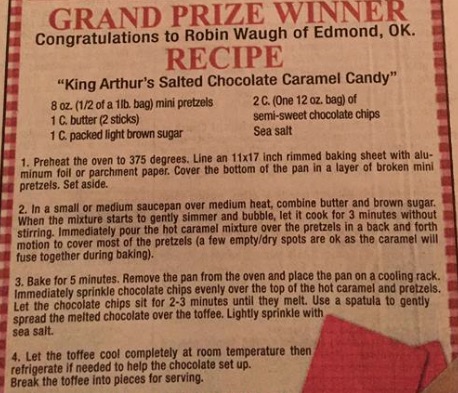 GRAND PRIZE WINNER
Congratulations to Robin Waugh of Edmond, OK.
RECIPE
“King Arthur's Salted Chocolate Caramel Candy”
8 oz. (1/2 of a 1lb. bag) mini pretzels
1 C. butter (2 sticks)
1 C. packed light brown sugar
2 C. (One 12 oz. bag) of
semi-sweet chocolate chips
Sea salt
1. Preheat the oven to 375 degrees. Line an 11x17 inch rimmed baking sheet with alu-
minum foil or parchment paper. Cover the bottom of the pan in a layer of broken mini
pretzels. Set aside.
2. In a small or medium saucepan over medium heat, combine butter and brown sugar.
When the mixture starts to gently simmer and bubble, let it cook for 3 minutes without
stirring. Immediately pour the hot caramel mixture over the pretzels in a back and forth
motion to cover most of the pretzels (a few empty/dry spots are ok as the caramel will
fuse together during baking).
3. Bake for 5 minutes. Remove the pan from the oven and place the pan on a cooling rack.
Immediately sprinkle chocolate chips evenly over the top of the hot caramel and pretzels.
Let the chocolate chips sit for 2-3 minutes until they melt. Use a spatula to gently
spread the melted chocolate over the toffee. Lightly sprinkle with
sea salt.
4. Let the toffee cool completely at room temperature then
refrigerate if needed to help the chocolate set up.
Break the toffee into pieces for serving.